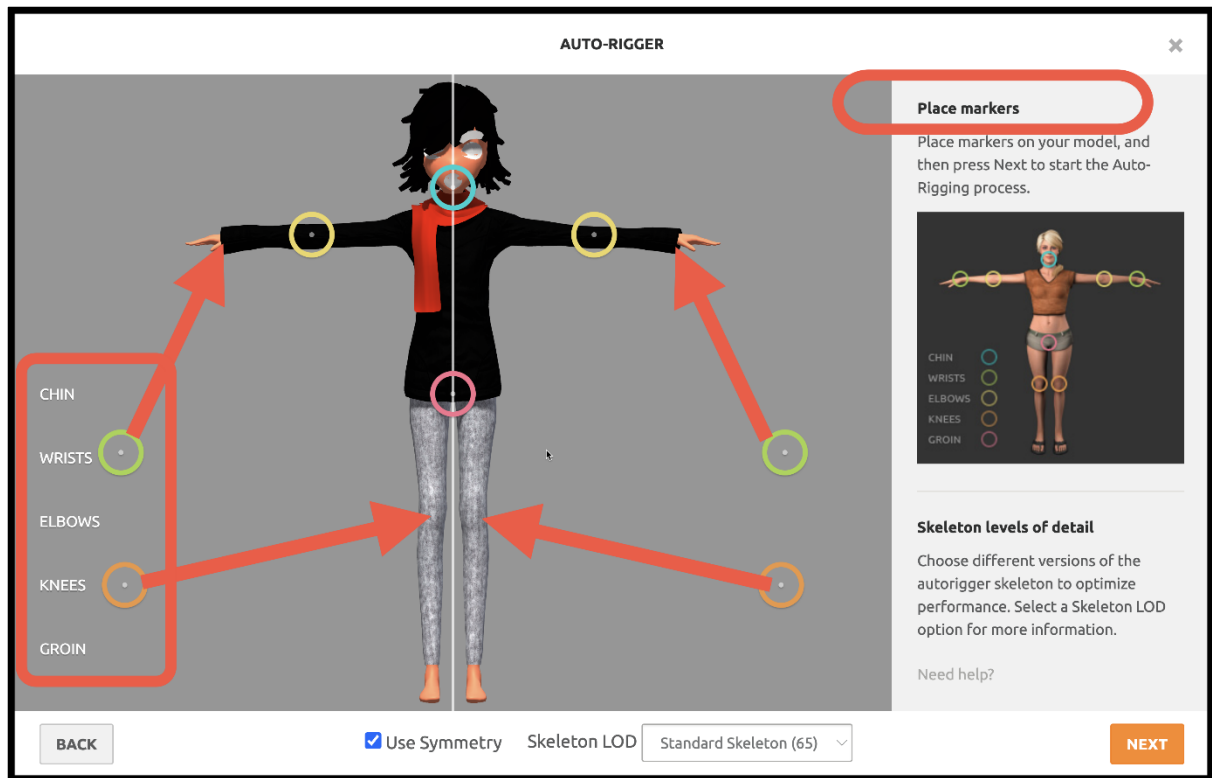 AUTO-RIGGER
×
Place markers
Place markers on your model, and
then press Next to start the Auto-
Rigging process.
CHIN
WRISTS
ELBOWS
KNEES
GROIN
CHIN
WRISTS
ELBOWS
KNEES
GROIN
Skeleton levels of detail
Choose different versions of the
autorigger skeleton to optimize
performance. Select a Skeleton LOD
option for more information.
Need help?
BACK
Use Symmetry
Skeleton LOD
Standard Skeleton (65)
NEXT